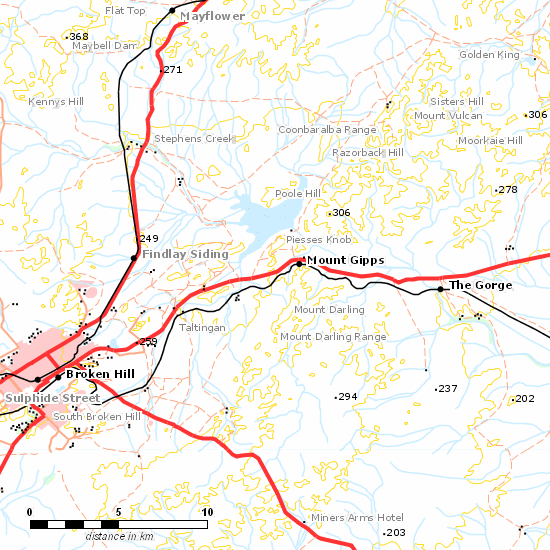 Flat Top
Mayflower
368
Maybell Dam
Golden King
271
Kennys Hill
Sisters Hill
306
Mount Vulcan
Coonbaralba Range
Stephens Creek
Moorkaie Hill
Razorback Hill
278
Poole Hill
306
249
Piesses Knob
Findlay Siding
Mount Gipps
The Gorge
Mount Darling
Taltingan
259
Mount Darling Range
Broken Hill
237
294
202
Sulphide Street
South Broken Hill
0 5 10
distance in km
Miners Arms Hotel
203